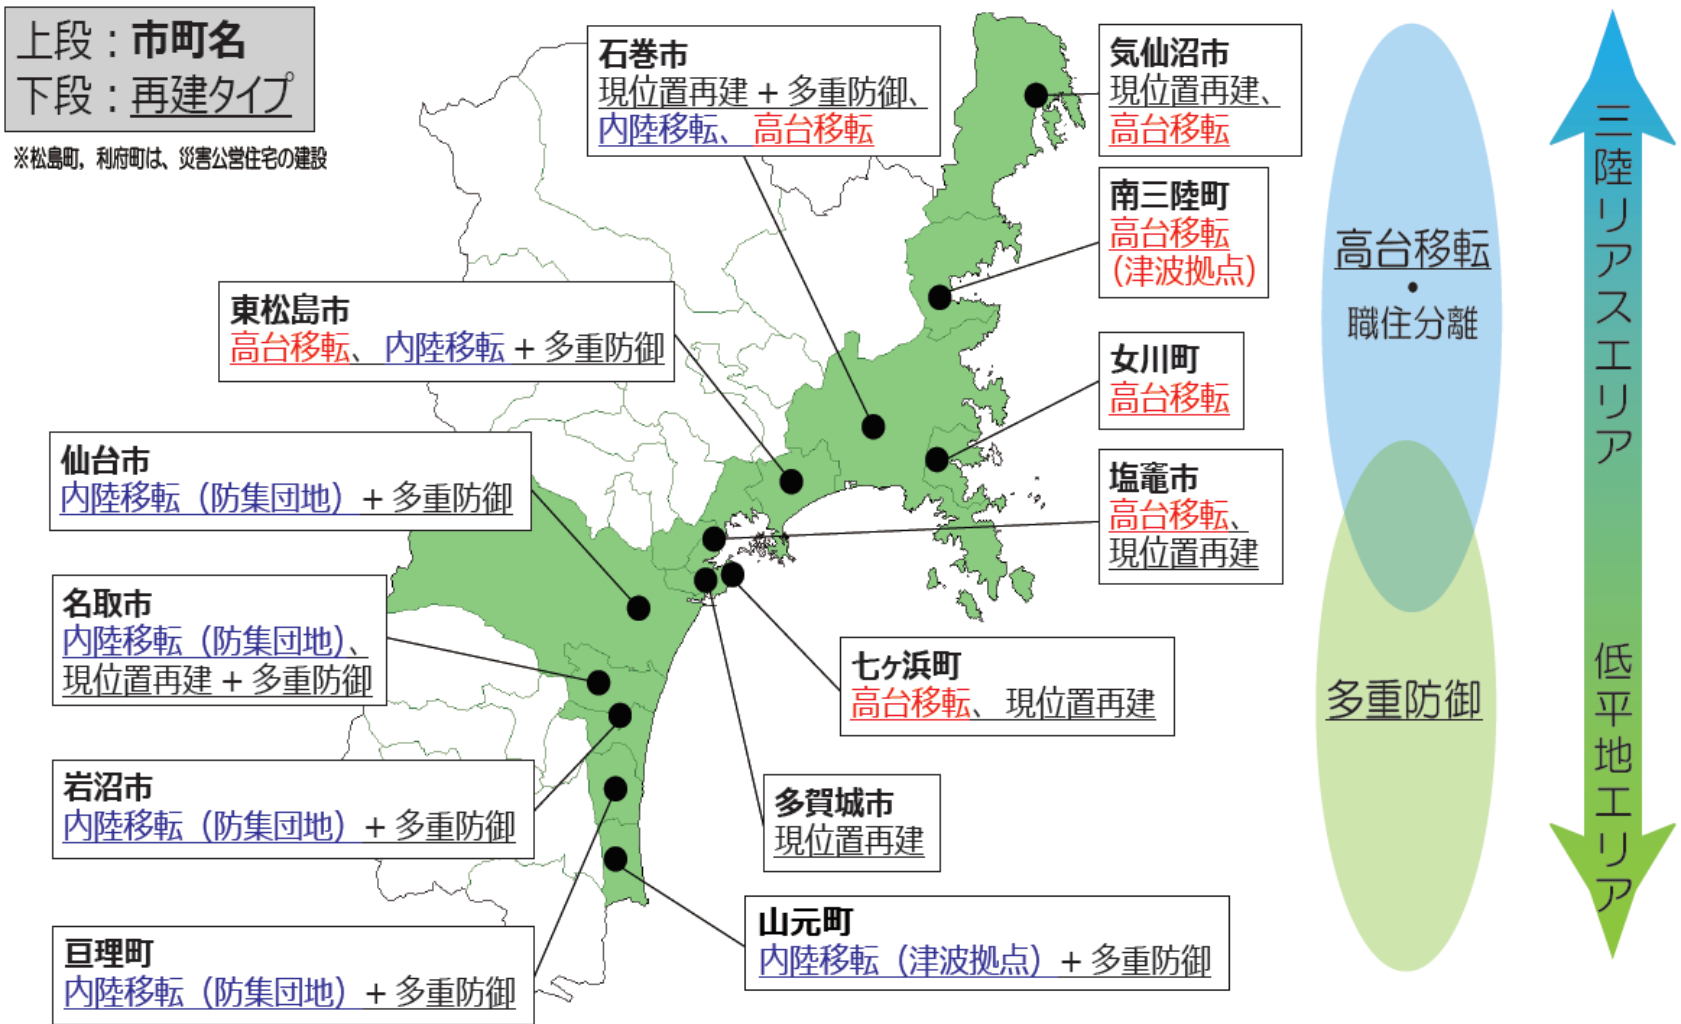 上段：市町名
下段：再建タイプ
※松島町，利府町は、災害公営住宅の建設
石巻市
現位置再建 + 多重防御、
内陸移転、高台移転
気仙沼市
現位置再建、
高台移転
南三陸町
高台移転
（津波拠点）
東松島市
高台移転、内陸移転 + 多重防御
女川町
高台移転
仙台市
内陸移転（防集団地）+ 多重防御
塩竈市
高台移転、
現位置再建
名取市
内陸移転（防集団地）、
現位置再建 + 多重防御
七ヶ浜町
高台移転、現位置再建
岩沼市
内陸移転（防集団地）+ 多重防御
多賀城市
現位置再建
山元町
内陸移転（津波拠点）+ 多重防御
亘理町
内陸移転（防集団地）+ 多重防御
高台移転
・
職住分離
多重防御
三陸リアスエリア
低平地エリア